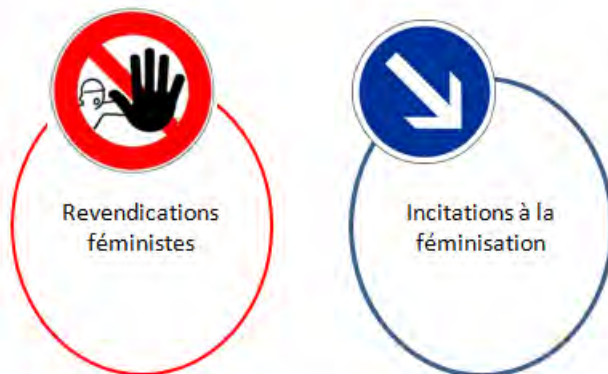 Revendications
féministes
Incitations à la
féminisation